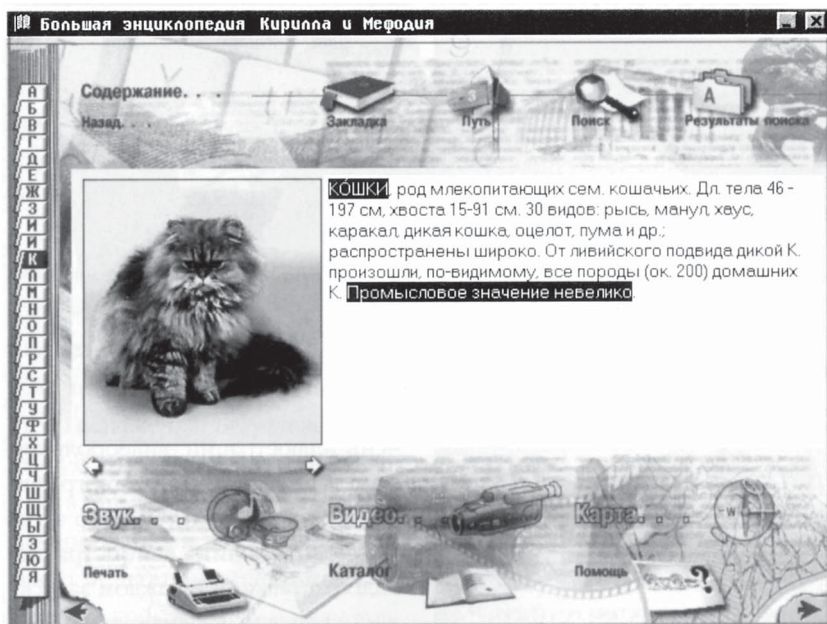 Большая энциклопедия Кирилла и Мефодия
Содержание. . .
Назад. . .
Закладка
Путь
Поиск
Результаты поиска
З
А
А
Б
В
Г
Д
Е
Ж
З
И
И
К
Л
М
Н
О
П
Р
С
Т
У
Ф
Х
Ц
Ч
Ш
Щ
Ы
Э
Ю
Я
КО́ШКИ, род млекопитающих сем. кошачьих. Дл. тела 46 -
197 см, хвоста 15-91 см. 30 видов: рысь, манул, хаус,
каракал, дикая кошка, оцелот, пума и др.;
распространены широко. От ливийского подвида дикой К.
произошли, по-видимому, все породы (ок. 200) домашних
К. Промысловое значение невелико.
Звук. . .
Видео. . .
Карта. . .
W
Печать
Каталог
Помощь
?